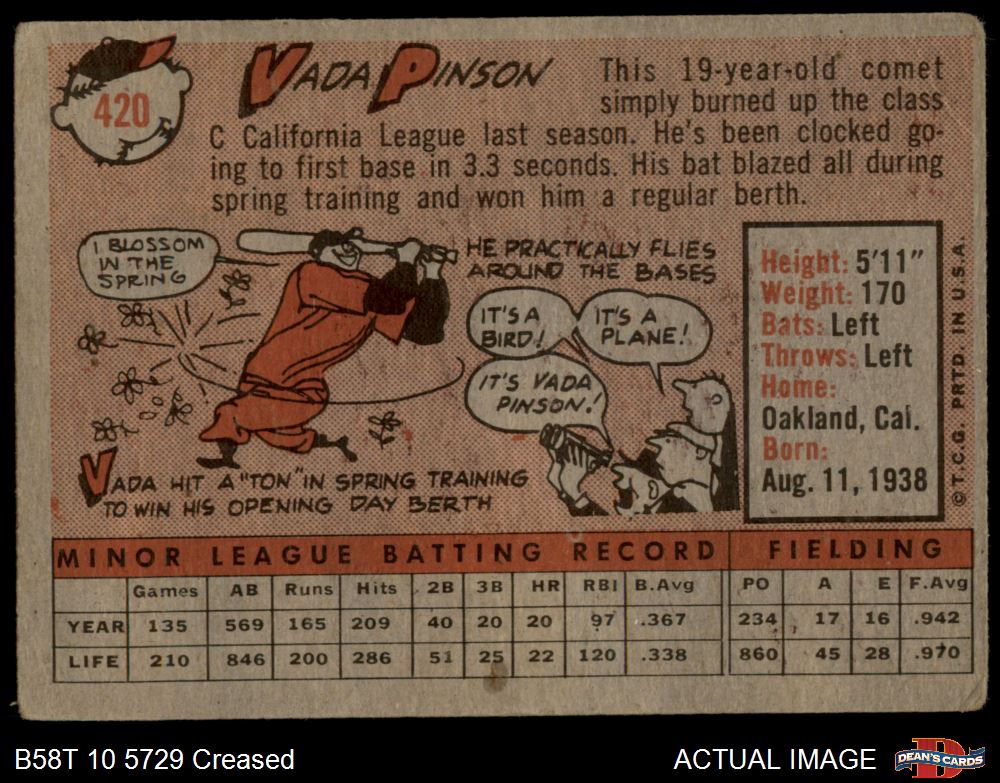 420
VADA PINSON
This 19-year-old comet
simply burned up the class
C California League last season. He's been clocked go-
ing to first base in 3.3 seconds. His bat blazed all during
spring training and won him a regular berth.
I BLOSSOM
IN THE
SPRING
HE PRACTICALLY FLIES
AROUND THE BASES
IT'S A
BIRD!
IT'S A
PLANE!
IT'S VADA
PINSON!
VADA HIT A "TON" IN SPRING TRAINING
TO WIN HIS OPENING DAY BERTH
Height: 5'11"
Weight: 170
Bats: Left
Throws: Left
Home:
Oakland, Cal.
Born:
Aug. 11, 1938
© T.C.G. PRTD. IN U.S.A.
MINOR LEAGUE BATTING RECORD FIELDING
Games AB Runs Hits 2B 3B HR RBI B.Avg PO A E F.Avg
YEAR 135 569 165 209 40 20 20 97 .367 234 17 16 .942
LIFE 210 846 200 286 51 25 22 120 .338 860 45 28 .970
B58T 10 5729 Creased
ACTUAL IMAGE
D
DEAN'S CARDS